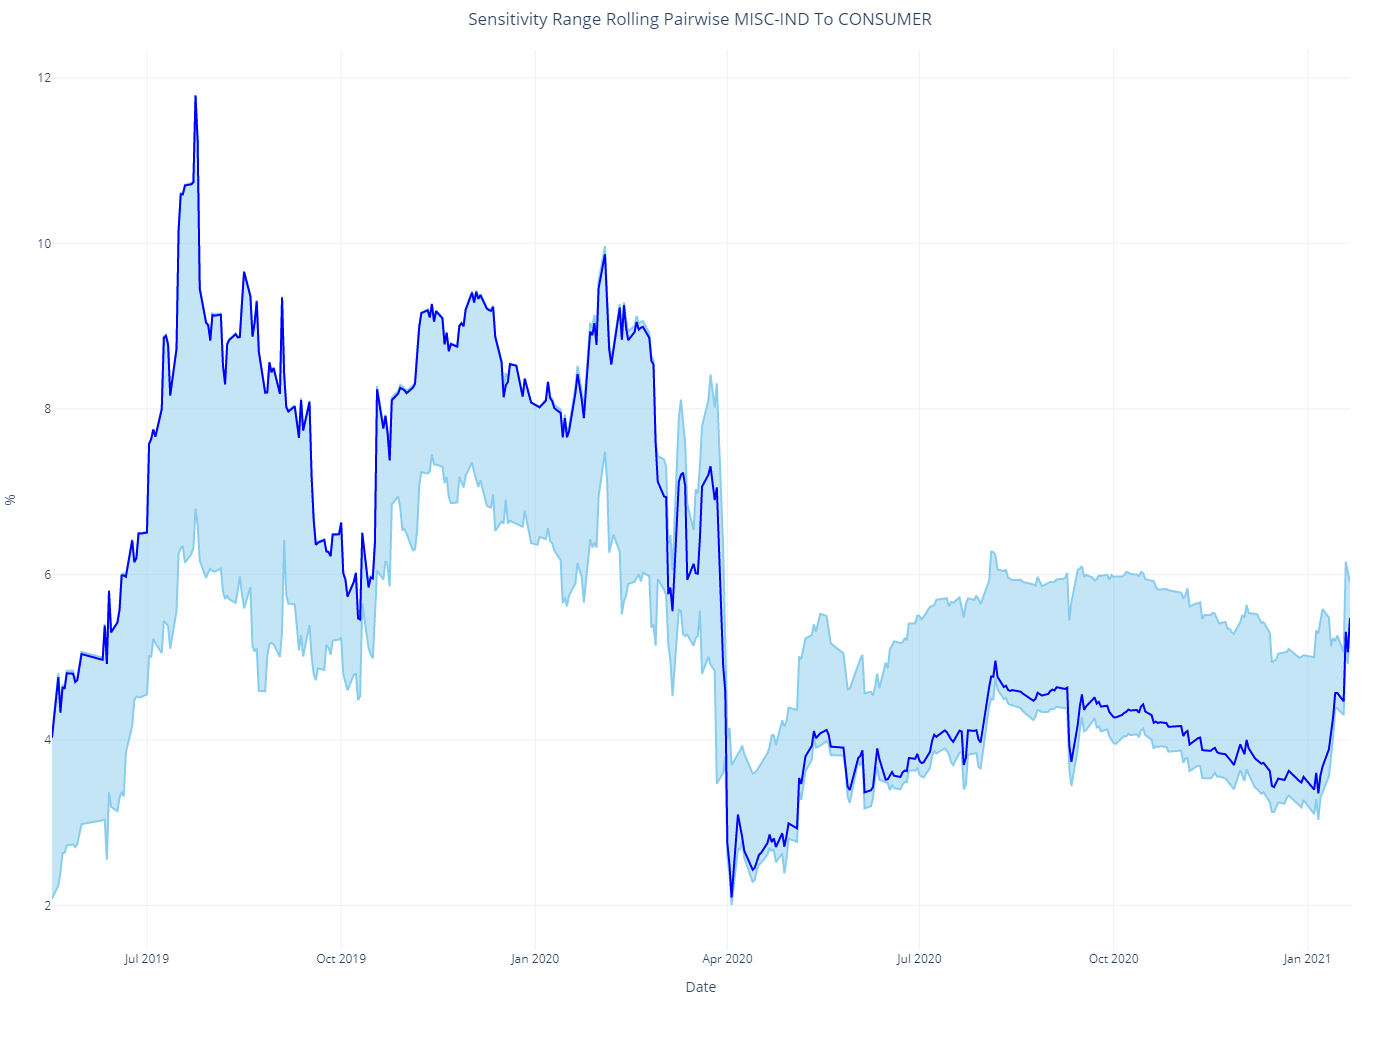 Sensitivity Range Rolling Pairwise MISC-IND To CONSUMER
12
10
8
6
4
2
%
Jul 2019
Oct 2019
Jan 2020
Apr 2020
Jul 2020
Oct 2020
Jan 2021
Date